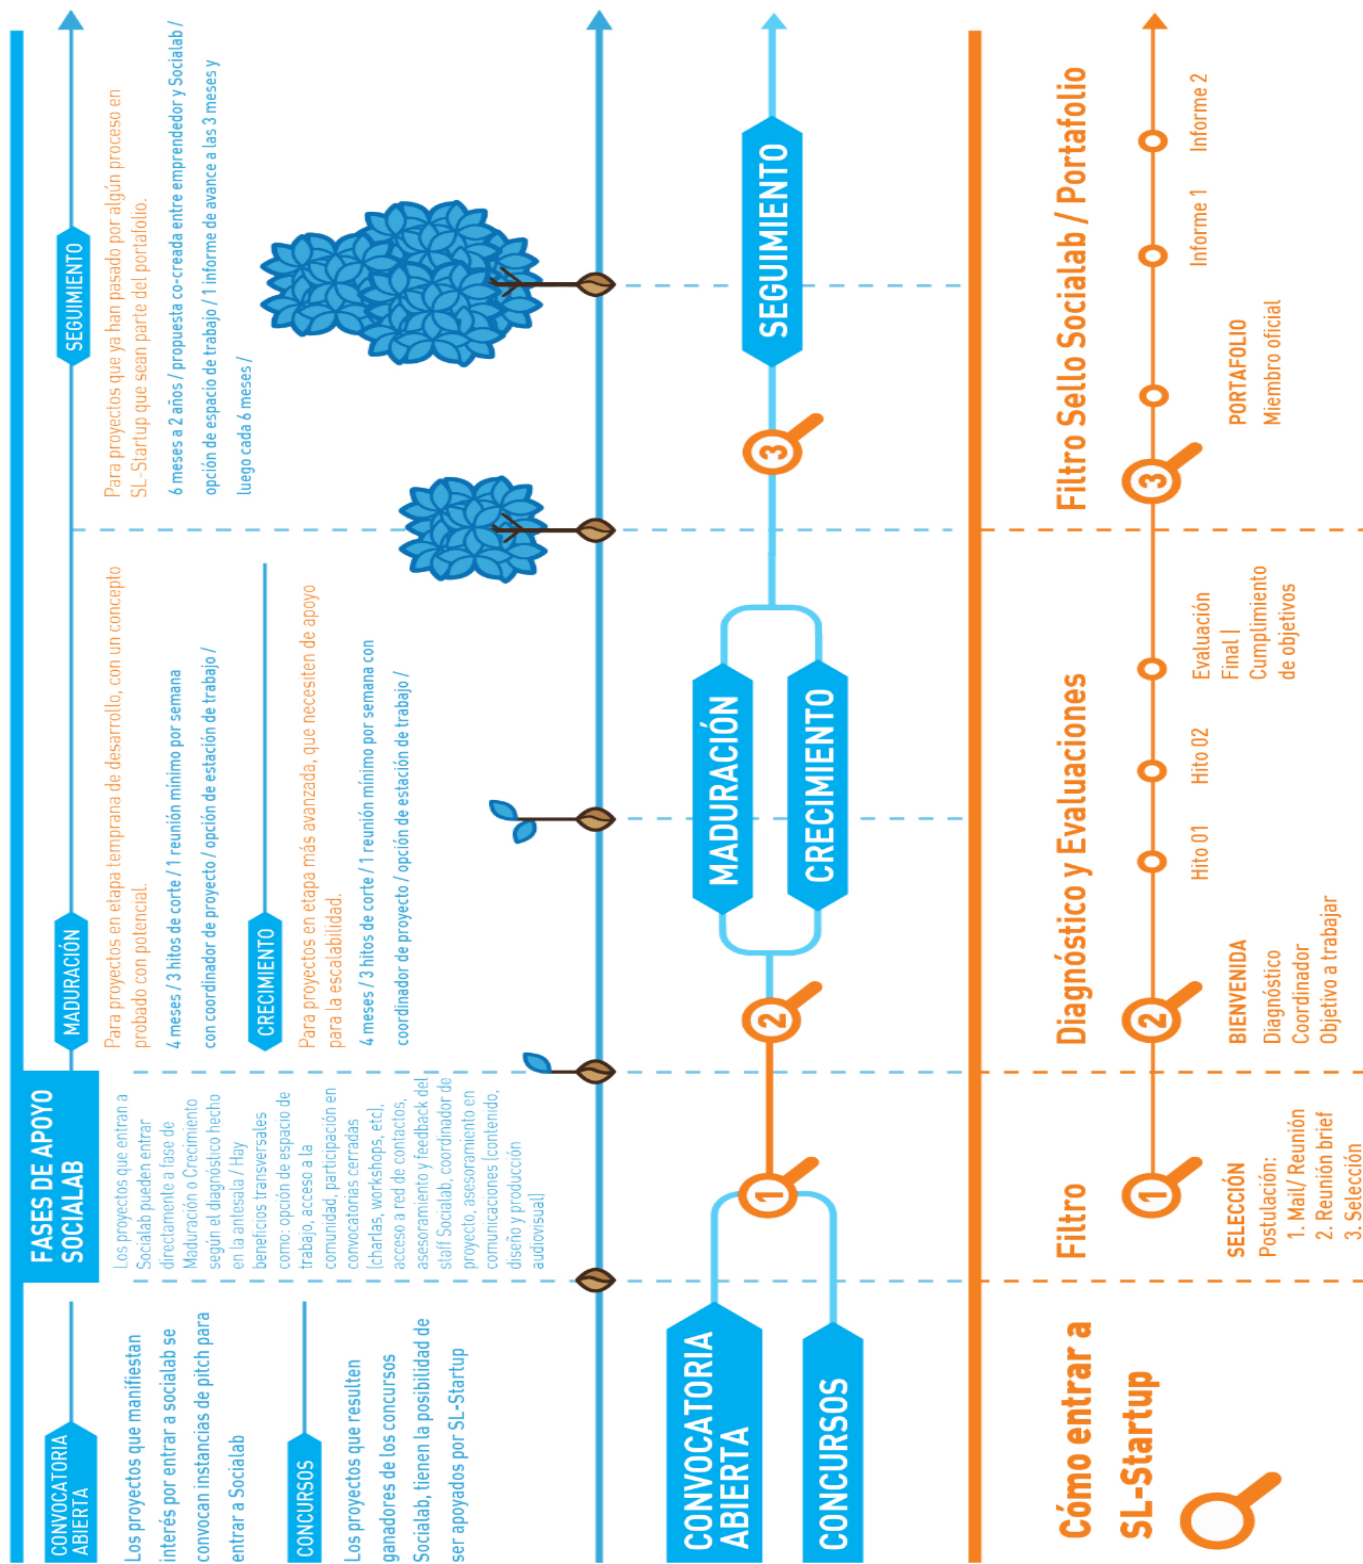 FASES DE APOYO
SOCIALAB
CONVOCATORIA
ABIERTA
Los proyectos que manifiestan
interés por entrar a socialab se
convocan instancias de pitch para
entrar a Socialab
CONCURSOS
Los proyectos que resulten
ganadores de los concursos
Socialab, tienen la posibilidad de
ser apoyados por SL-Startup
Los proyectos que entran a
Socialab pueden entrar
directamente a fase de
Maduración o Crecimiento
según el diagnóstico hecho
en la antesala / Hay
beneficios transversales
como: opción de espacio de
trabajo, acceso a la
comunidad, participación en
convocatorias cerradas
(charlas, workshops, etc),
acceso a red de contactos,
asesoramiento y feedback del
staff Socialab, coordinador de
proyecto, asesoramiento en
comunicaciones (contenido,
diseño y producción
audiovisual)
MADURACIÓN
Para proyectos en etapa temprana de desarrollo, con un concepto
probado con potencial.
4 meses / 3 hitos de corte / 1 reunión mínimo por semana
con coordinador de proyecto / opción de estación de trabajo /
CRECIMIENTO
Para proyectos en etapa más avanzada, que necesiten de apoyo
para la escalabilidad.
4 meses / 3 hitos de corte / 1 reunión mínimo por semana con
coordinador de proyecto / opción de estación de trabajo /
SEGUIMIENTO
Para proyectos que ya han pasado por algún proceso en
SL-Startup que sean parte del portafolio.
6 meses a 2 años / propuesta co-creada entre emprendedor y Socialab /
opción de espacio de trabajo / 1 informe de avance a las 3 meses y
luego cada 6 meses /
CONVOCATORIA
ABIERTA
CONCURSOS
1
2
MADURACIÓN
CRECIMIENTO
3
SEGUIMIENTO
Cómo entrar a
SL-Startup
Filtro
1
SELECCIÓN
Postulación:
1. Mail/ Reunión
2. Reunión brief
3. Selección
Diagnóstico y Evaluaciones
2
BIENVENIDA
Diagnóstico
Coordinador
Objetivo a trabajar
Hito 01
Hito 02
Evaluación
Final |
Cumplimiento
de objetivos
Filtro Sello Socialab / Portafolio
3
PORTAFOLIO
Miembro oficial
Informe 1
Informe 2